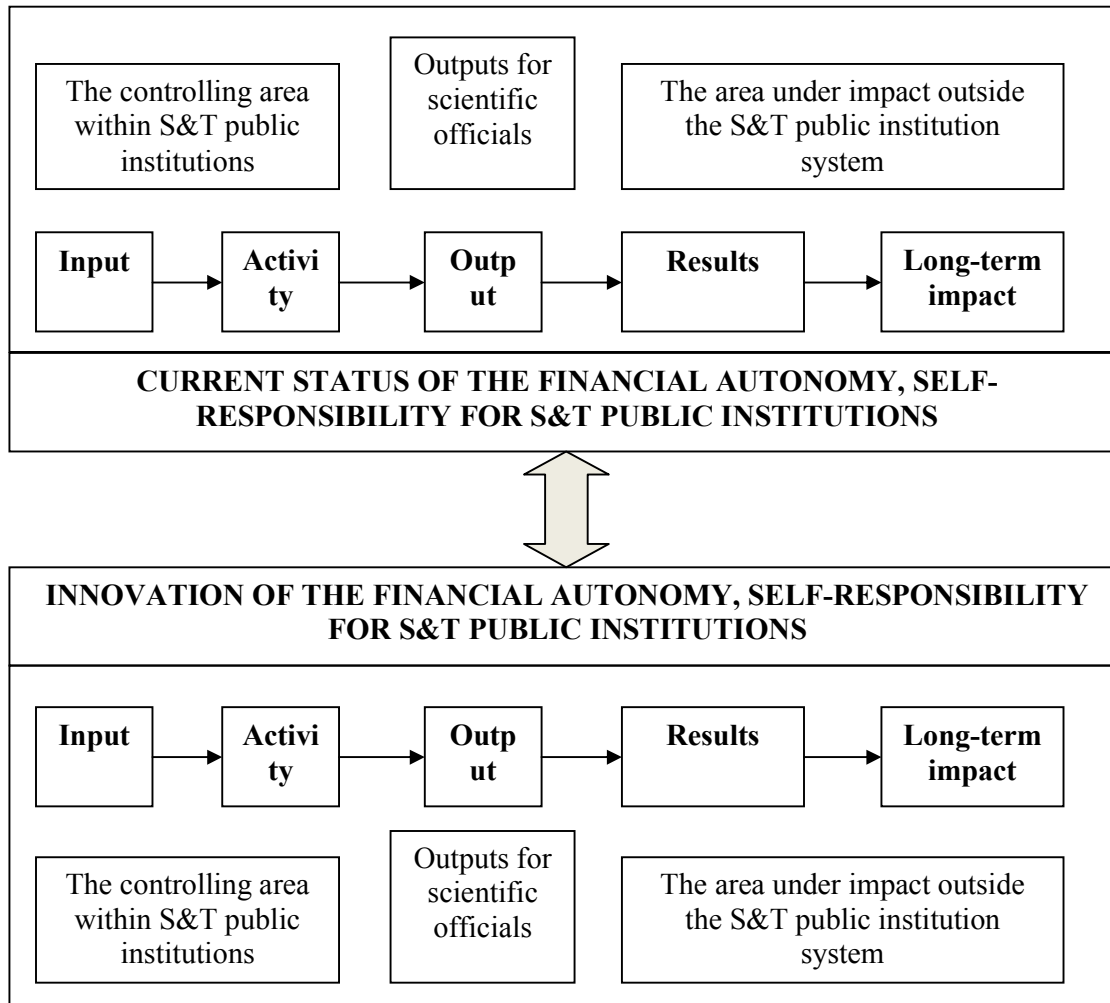 The controlling area
within S&T public
institutions
Outputs for
scientific
officials
The area under impact outside
the S&T public institution
system
Input
Activi
ty
Outp
ut
Results
Long-term
impact
CURRENT STATUS OF THE FINANCIAL AUTONOMY, SELF-
RESPONSIBILITY FOR S&T PUBLIC INSTITUTIONS
INNOVATION OF THE FINANCIAL AUTONOMY, SELF-RESPONSIBILITY
FOR S&T PUBLIC INSTITUTIONS
Input
Activi
ty
Outp
ut
Results
Long-term
impact
The controlling area
within S&T public
institutions
Outputs for
scientific
officials
The area under impact outside
the S&T public institution
system